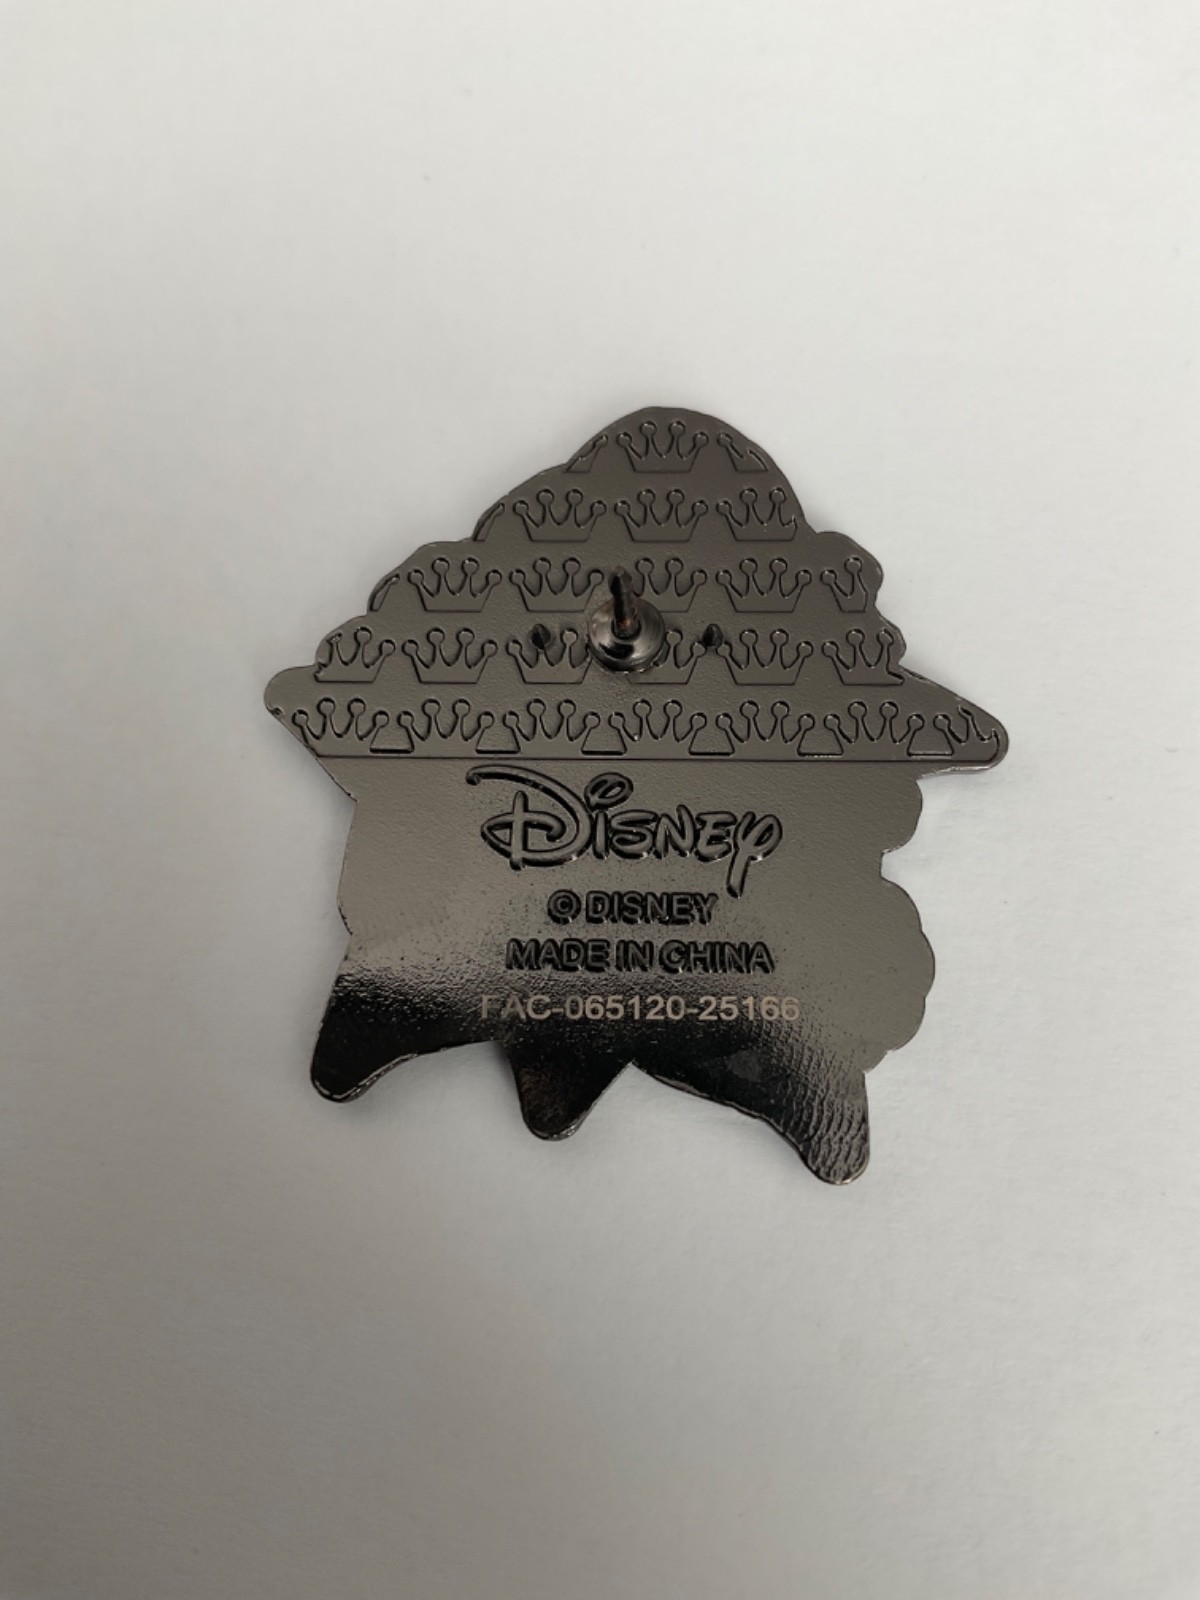 Disney
© DISNEY
MADE IN CHINA
FAC-065120-25166